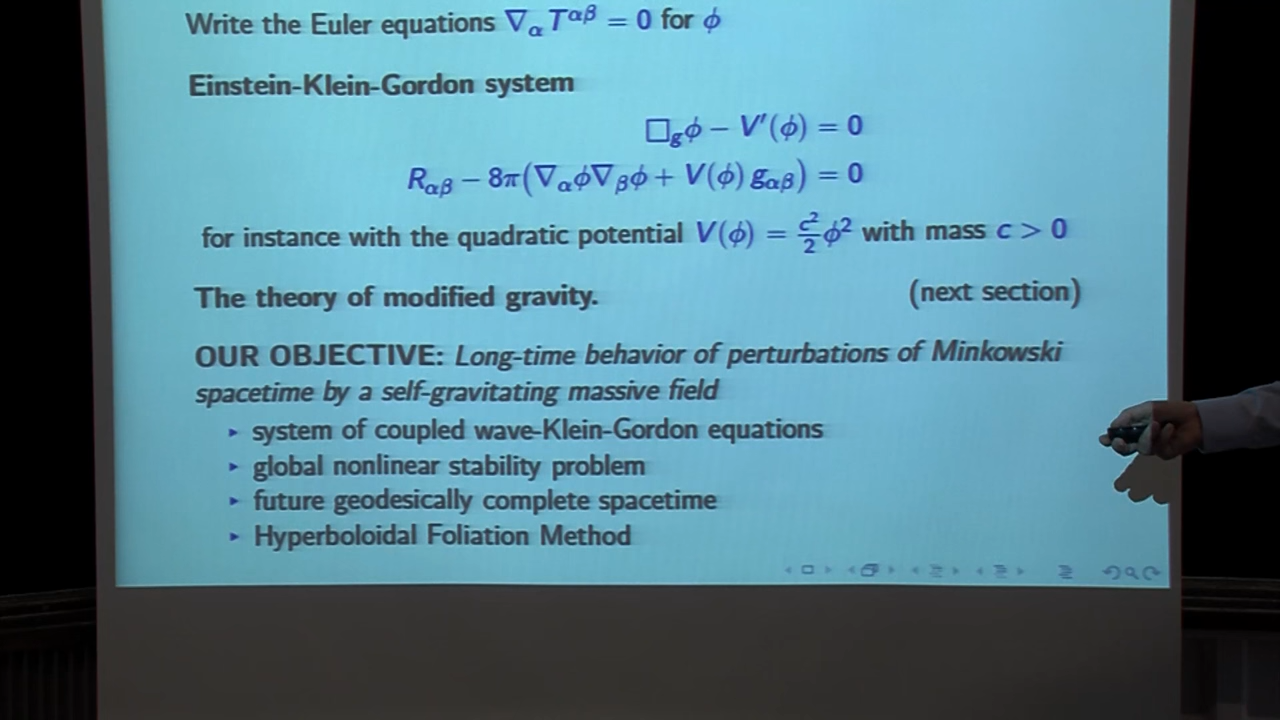 Write the Euler equations ∇_α T^{αβ} = 0 for ϕ
Einstein-Klein-Gordon system
□_g ϕ − V′(ϕ) = 0
R_{αβ} − 8π(∇_αϕ∇_βϕ + V(ϕ) g_{αβ}) = 0
for instance with the quadratic potential V(ϕ) = c²/2 ϕ² with mass c > 0
The theory of modified gravity. (next section)
OUR OBJECTIVE: Long-time behavior of perturbations of Minkowski
spacetime by a self-gravitating massive field
▸ system of coupled wave-Klein-Gordon equations
▸ global nonlinear stability problem
▸ future geodesically complete spacetime
▸ Hyperboloidal Foliation Method